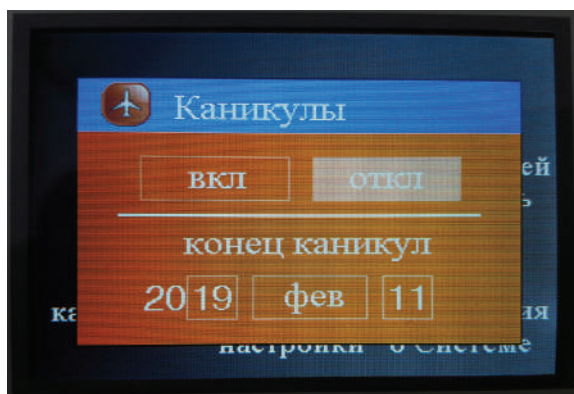 Каникулы
вкл откл
ей
ь
конец каникул
2019 фев 11
ка
ия
настройки о Системе